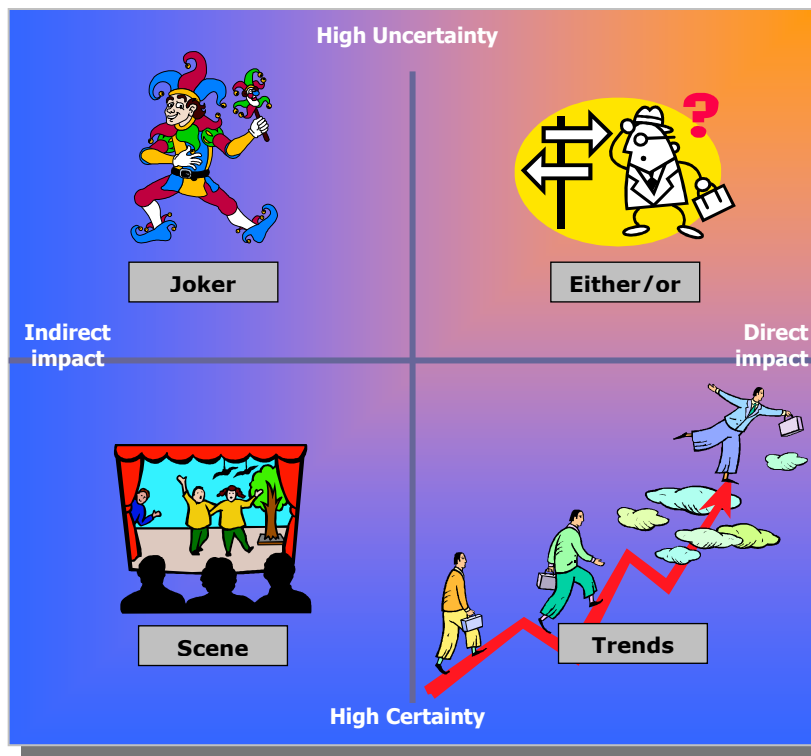 High Uncertainty
?
Joker
Either/or
Indirect
impact
Direct
impact
Scene
Trends
High Certainty